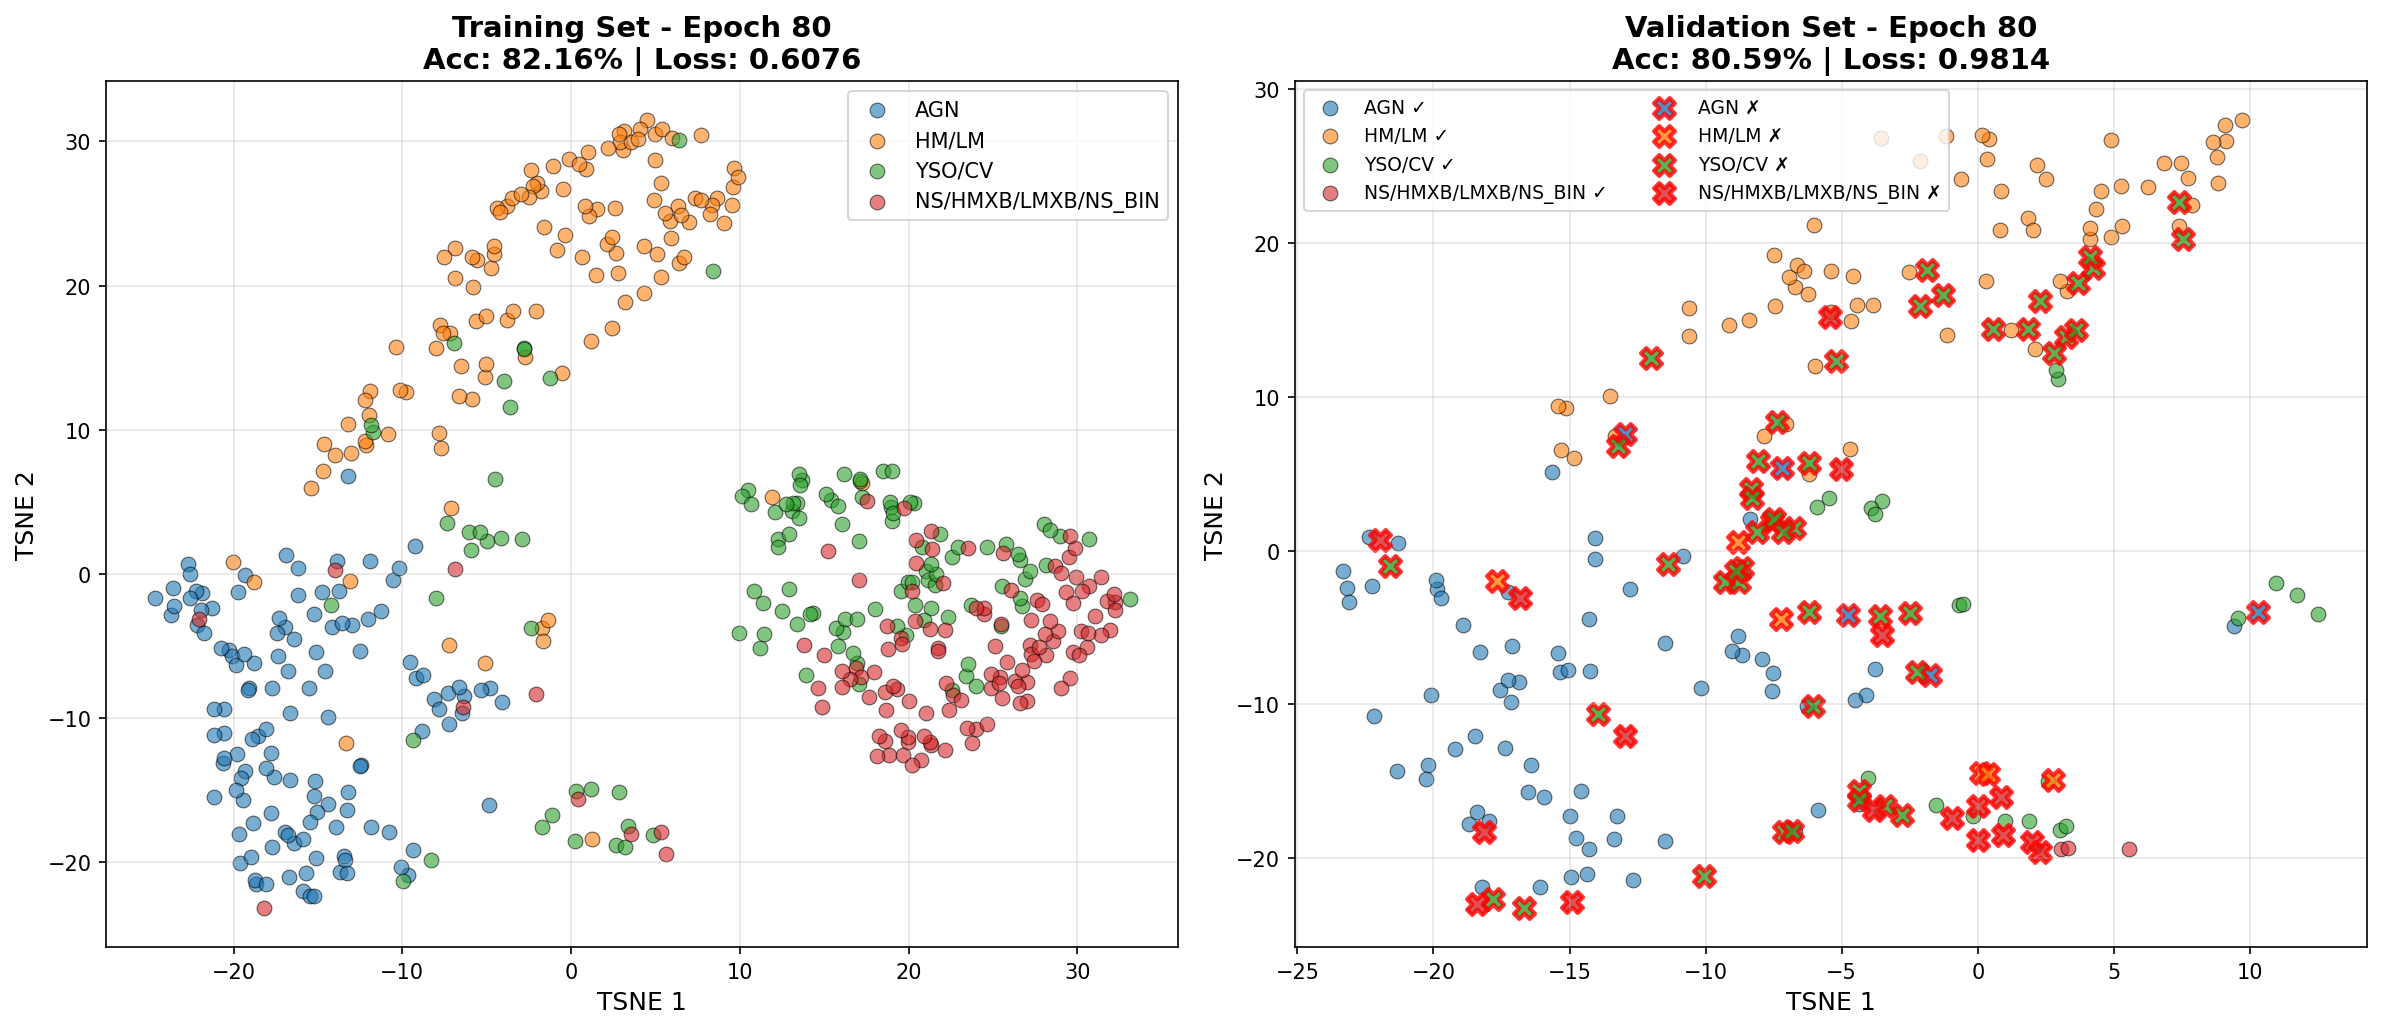 Training Set - Epoch 80
Acc: 82.16% | Loss: 0.6076
AGN
HM/LM
YSO/CV
NS/HMXB/LMXB/NS_BIN
30
20
10
0
−10
−20
−20
−10
0
10
20
30
TSNE 1
TSNE 2
Validation Set - Epoch 80
Acc: 80.59% | Loss: 0.9814
AGN ✓
HM/LM ✓
YSO/CV ✓
NS/HMXB/LMXB/NS_BIN ✓
AGN ✗
HM/LM ✗
YSO/CV ✗
NS/HMXB/LMXB/NS_BIN ✗
30
20
10
0
−10
−20
−25
−20
−15
−10
−5
0
5
10
TSNE 1
TSNE 2